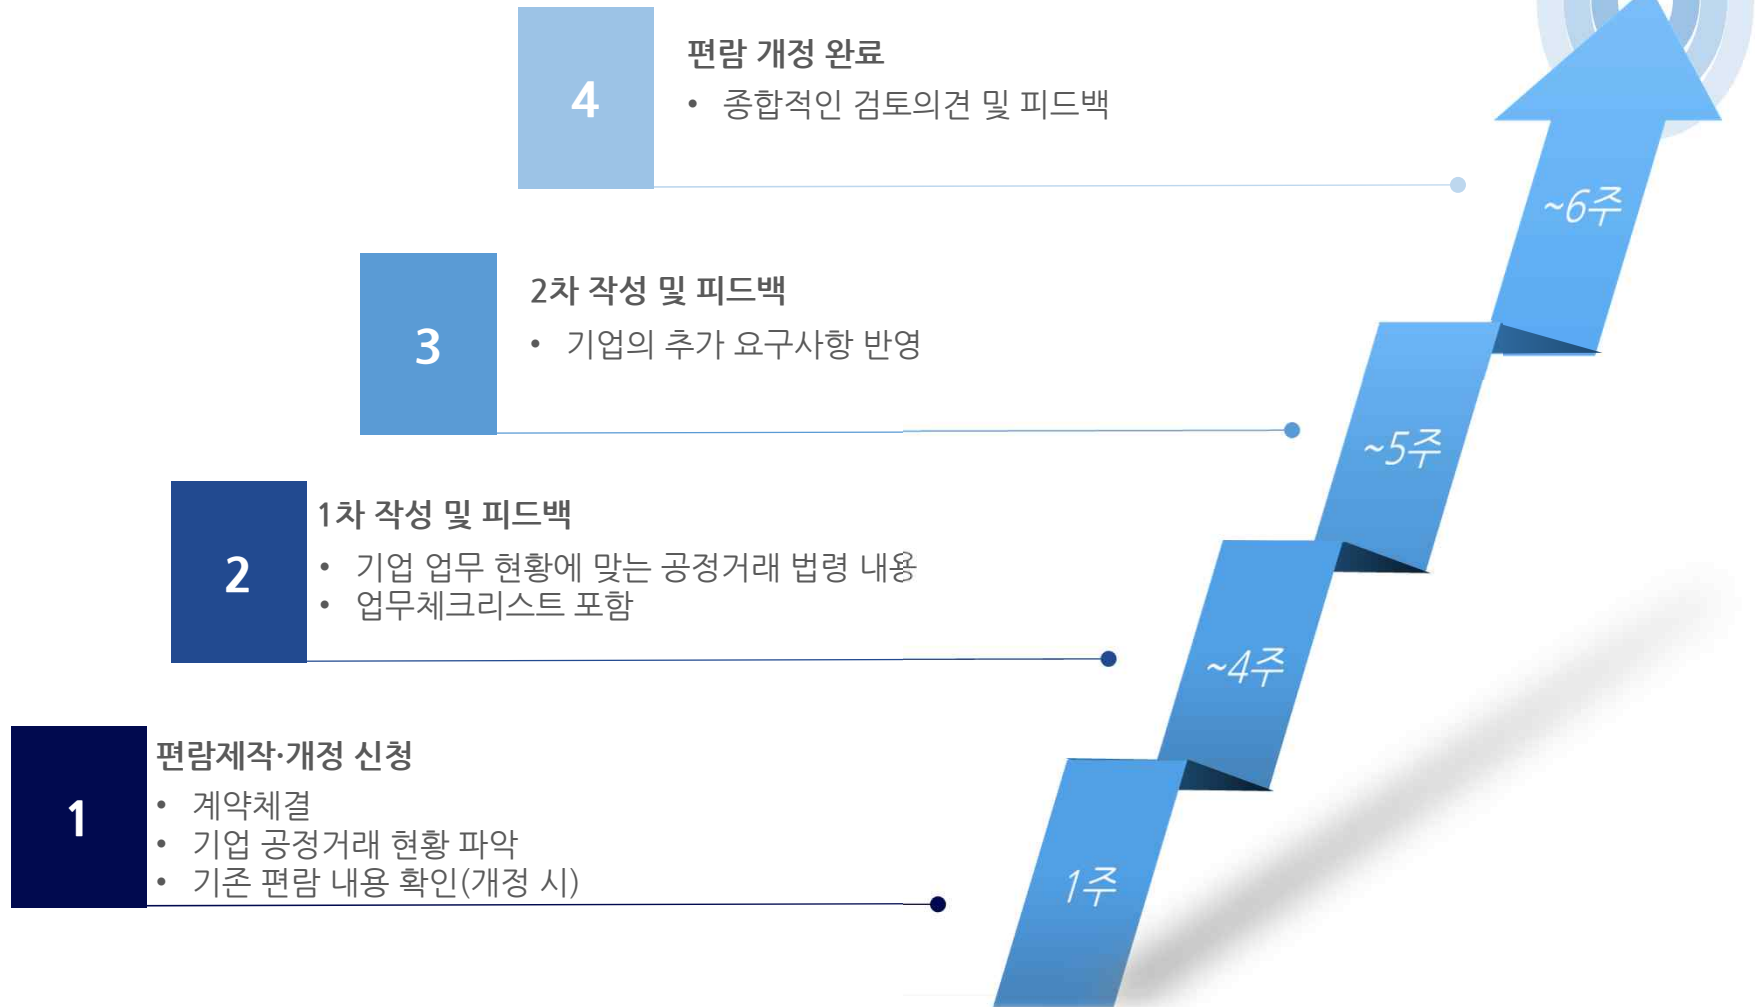 4
편람 개정 완료
• 종합적인 검토의견 및 피드백
~6주
3
2차 작성 및 피드백
• 기업의 추가 요구사항 반영
~5주
2
1차 작성 및 피드백
• 기업 업무 현황에 맞는 공정거래 법령 내용
• 업무체크리스트 포함
~4주
1
편람제작·개정 신청
• 계약체결
• 기업 공정거래 현황 파악
• 기존 편람 내용 확인(개정 시)
1주